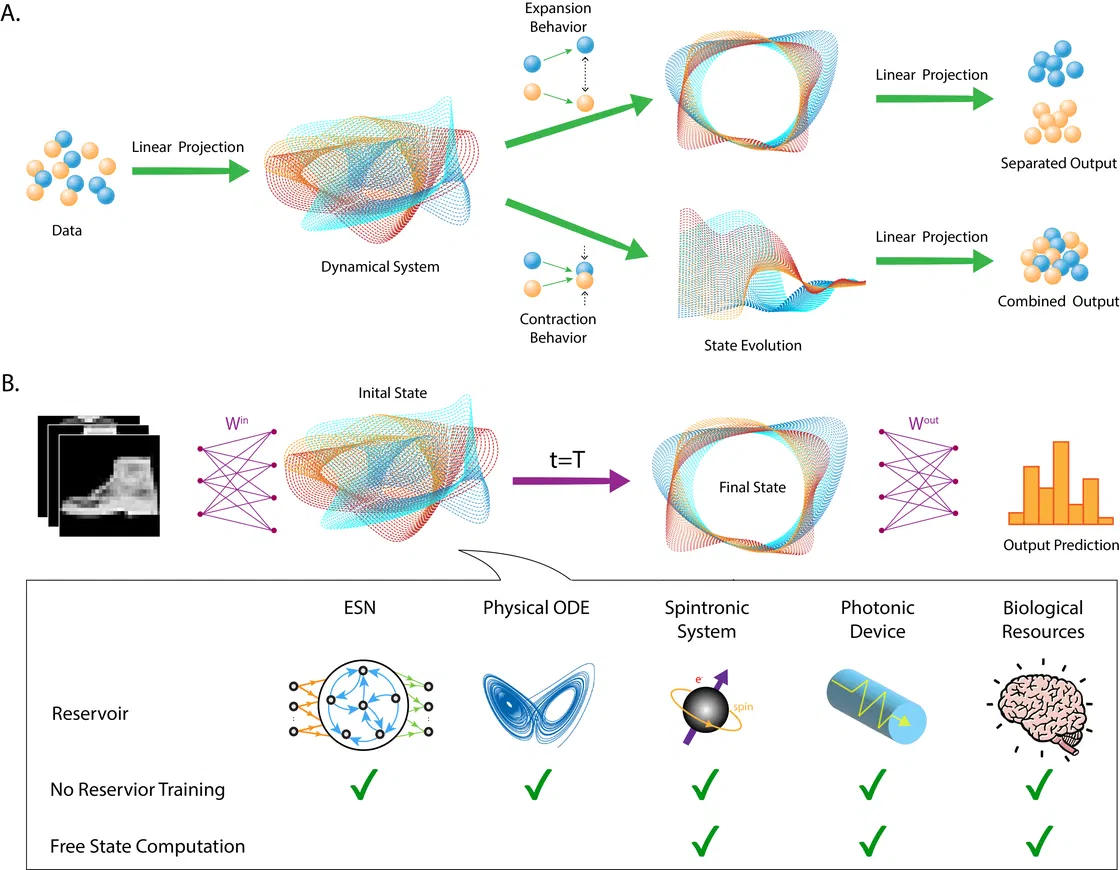 A.
Expansion
Behavior
Linear Projection
Linear Projection
Separated Output
Data
Dynamical System
Contraction
Behavior
State Evolution
Linear Projection
Combined Output
B.
Inital State
Win
t=T
Final State
Wout
Output Prediction
ESN
Physical ODE
Spintronic
System
Photonic
Device
Biological
Resources
Reservoir
e-
spin
No Reservior Training
Free State Computation